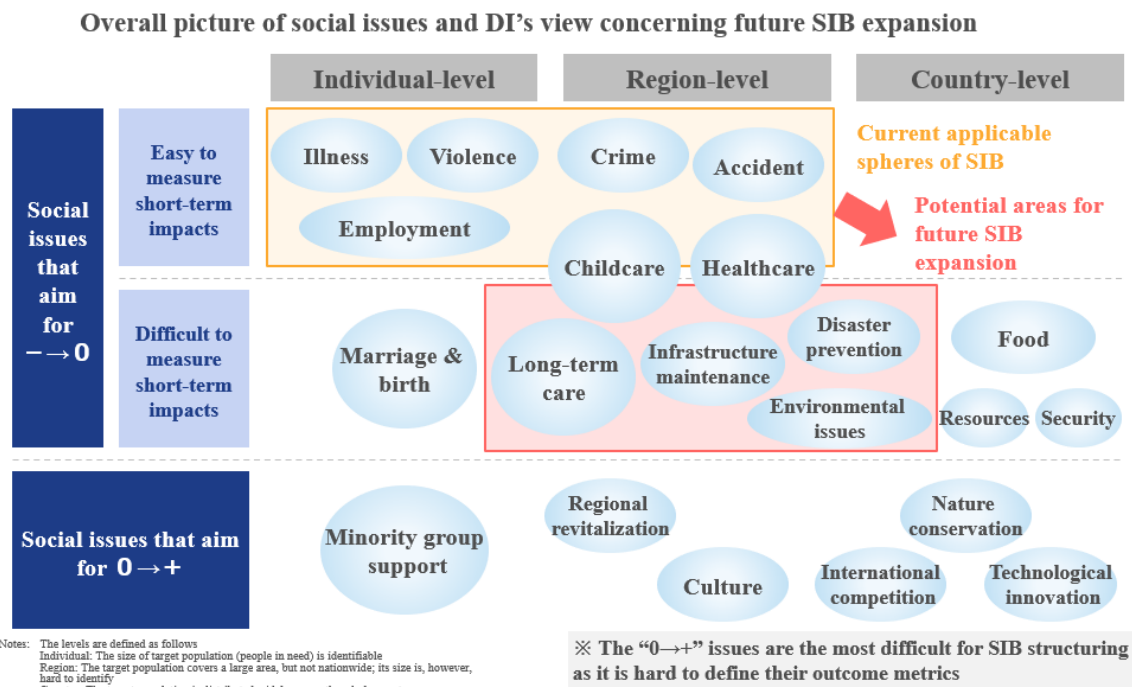 Overall picture of social issues and DI's view concerning future SIB expansion
Individual-level
Region-level
Country-level
Social
issues
that
aim
for
－→0
Easy to
measure
short-term
impacts
Illness
Violence
Crime
Accident
Employment
Childcare
Healthcare
Current applicable
spheres of SIB
Potential areas for
future SIB
expansion
Difficult to
measure
short-term
impacts
Marriage &
birth
Long-term
care
Infrastructure
maintenance
Disaster
prevention
Environmental
issues
Food
Resources
Security
Social issues that aim
for 0→+
Minority group
support
Regional
revitalization
Culture
Nature
conservation
International
competition
Technological
innovation
Notes: The levels are defined as follows
Individual: The size of target population (people in need) is identifiable
Region: The target population covers a large area, but not nationwide; its size is, however,
hard to identify
※ The “0→+” issues are the most difficult for SIB structuring
as it is hard to define their outcome metrics